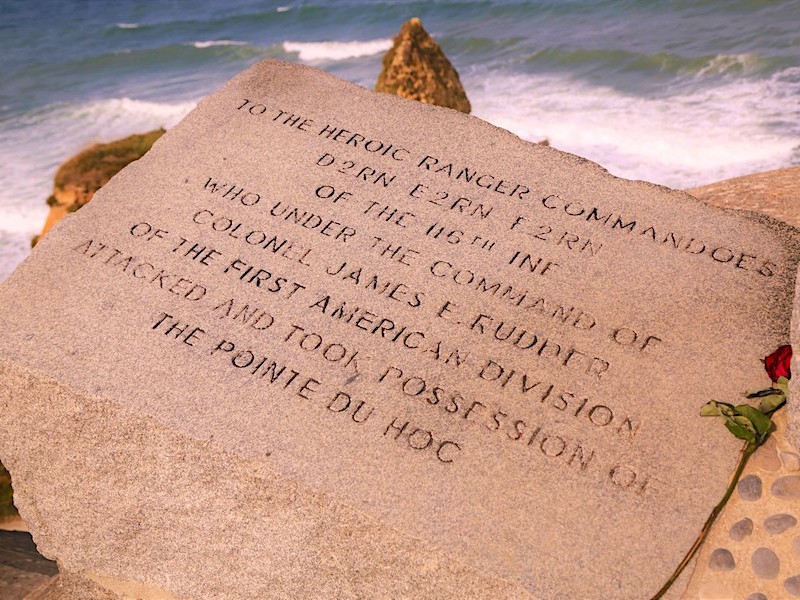 TO THE HEROIC RANGER COMMANDOES
D2RN E2RN F2RN
OF THE 116TH INF
WHO UNDER THE COMMAND OF
COLONEL JAMES E. RUDDER
OF THE FIRST AMERICAN DIVISION
ATTACKED AND TOOK POSSESSION OF
THE POINTE DU HOC